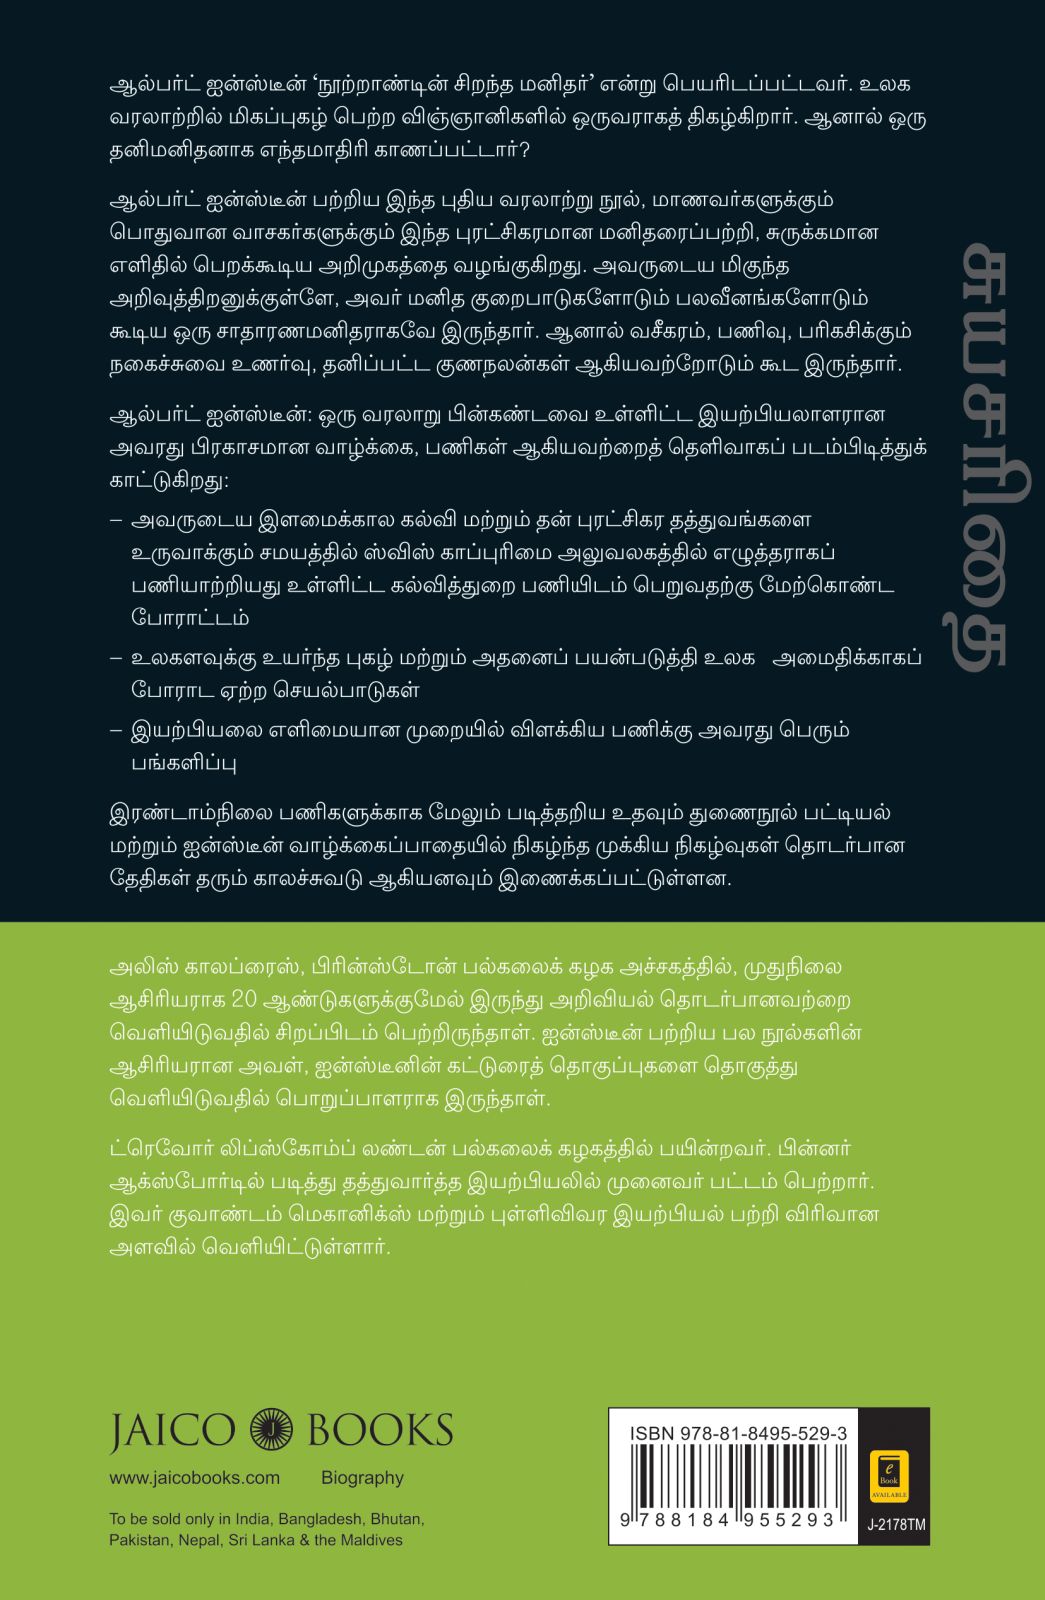 ஆல்பர்ட் ஐன்ஸ்டீன் ‘நூற்றாண்டின் சிறந்த மனிதர்’ என்று பெயரிடப்பட்டவர். உலக
வரலாற்றில் மிகப்புகழ் பெற்ற விஞ்ஞானிகளில் ஒருவராகத் திகழ்கிறார். ஆனால் ஒரு
தனிமனிதனாக எந்தமாதிரி காணப்பட்டார்?
ஆல்பர்ட் ஐன்ஸ்டீன் பற்றிய இந்த புதிய வரலாற்று நூல், மாணவர்களுக்கும்
பொதுவான வாசகர்களுக்கும் இந்த புரட்சிகரமான மனிதரைப்பற்றி, சுருக்கமான
எளிதில் பெறக்கூடிய அறிமுகத்தை வழங்குகிறது. அவருடைய மிகுந்த
அறிவுத்திறனுக்குள்ளே, அவர் மனித குறைபாடுகளோடும் பலவீனங்களோடும்
கூடிய ஒரு சாதாரணமனிதராகவே இருந்தார். ஆனால் வசீகரம், பணிவு, பரிகசிக்கும்
நகைச்சுவை உணர்வு, தனிப்பட்ட குணநலன்கள் ஆகியவற்றோடும் கூட இருந்தார்.
ஆல்பர்ட் ஐன்ஸ்டீன்: ஒரு வரலாறு பின்கண்டவை உள்ளிட்ட இயற்பியலாளரான
அவரது பிரகாசமான வாழ்க்கை, பணிகள் ஆகியவற்றைத் தெளிவாகப் படம்பிடித்துக்
காட்டுகிறது:
– அவருடைய இளமைக்கால கல்வி மற்றும் தன் புரட்சிகர தத்துவங்களை
உருவாக்கும் சமயத்தில் ஸ்விஸ் காப்புரிமை அலுவலகத்தில் எழுத்தராகப்
பணியாற்றியது உள்ளிட்ட கல்வித்துறை பணியிடம் பெறுவதற்கு மேற்கொண்ட
போராட்டம்
– உலகளவுக்கு உயர்ந்த புகழ் மற்றும் அதனைப் பயன்படுத்தி உலக அமைதிக்காகப்
போராட ஏற்ற செயல்பாடுகள்
– இயற்பியலை எளிமையான முறையில் விளக்கிய பணிக்கு அவரது பெரும்
பங்களிப்பு
இரண்டாம்நிலை பணிகளுக்காக மேலும் படித்தறிய உதவும் துணைநூல் பட்டியல்
மற்றும் ஐன்ஸ்டீன் வாழ்க்கைப்பாதையில் நிகழ்ந்த முக்கிய நிகழ்வுகள் தொடர்பான
தேதிகள் தரும் காலச்சுவடு ஆகியனவும் இணைக்கப்பட்டுள்ளன.
சுயசரிதை
அலிஸ் காலப்ரைஸ், பிரின்ஸ்டோன் பல்கலைக் கழக அச்சகத்தில், முதுநிலை
ஆசிரியராக 20 ஆண்டுகளுக்குமேல் இருந்து அறிவியல் தொடர்பானவற்றை
வெளியிடுவதில் சிறப்பிடம் பெற்றிருந்தாள். ஐன்ஸ்டீன் பற்றிய பல நூல்களின்
ஆசிரியரான அவள், ஐன்ஸ்டீனின் கட்டுரைத் தொகுப்புகளை தொகுத்து
வெளியிடுவதில் பொறுப்பாளராக இருந்தாள்.
ட்ரெவோர் லிப்ஸ்கோம்ப் லண்டன் பல்கலைக் கழகத்தில் பயின்றவர். பின்னர்
ஆக்ஸ்போர்டில் படித்து தத்துவார்த்த இயற்பியலில் முனைவர் பட்டம் பெற்றார்.
இவர் குவாண்டம் மெகானிக்ஸ் மற்றும் புள்ளிவிவர இயற்பியல் பற்றி விரிவான
அளவில் வெளியிட்டுள்ளார்.
JAICO J BOOKS
www.jaicobooks.com Biography
To be sold only in India, Bangladesh, Bhutan,
Pakistan, Nepal, Sri Lanka & the Maldives
ISBN 978-81-8495-529-3
9 788184 955293
e
Book
AVAILABLE
J-2178TM